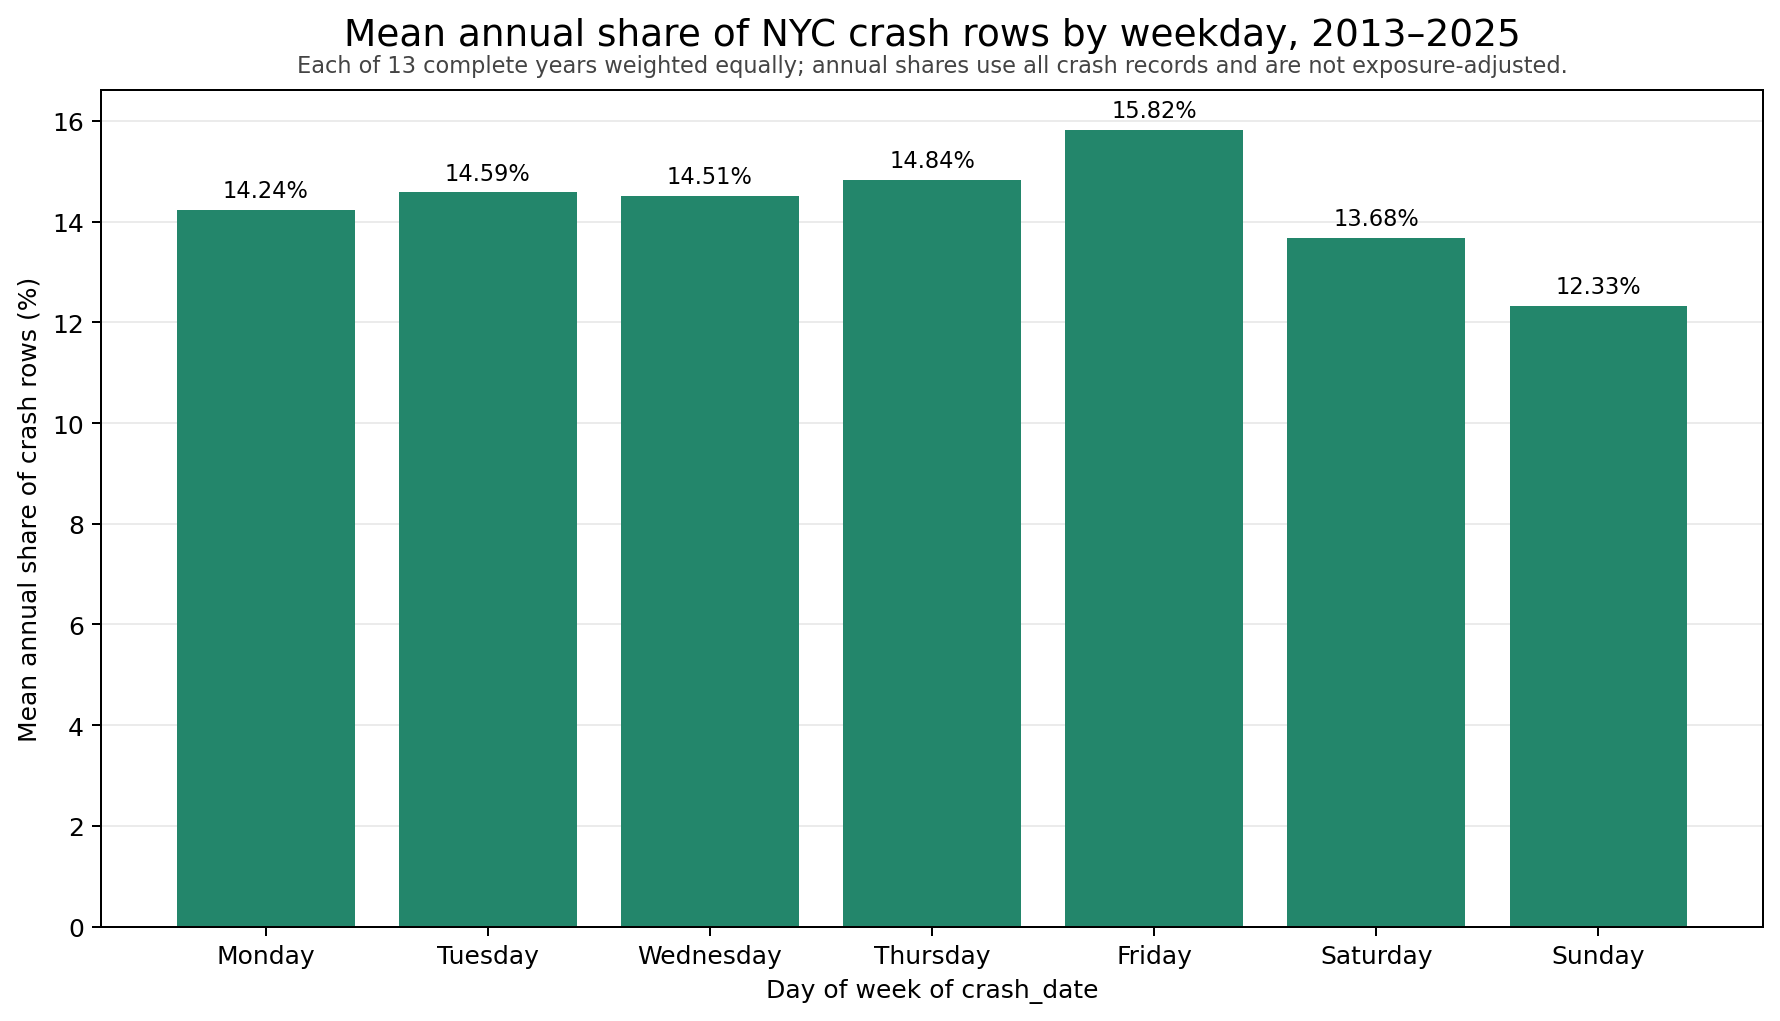 Mean annual share of NYC crash rows by weekday, 2013–2025
Each of 13 complete years weighted equally; annual shares use all crash records and are not exposure-adjusted.
Mean annual share of crash rows (%)
16
14
12
10
8
6
4
2
0
14.24%
14.59%
14.51%
14.84%
15.82%
13.68%
12.33%
Monday
Tuesday
Wednesday
Thursday
Friday
Saturday
Sunday
Day of week of crash_date